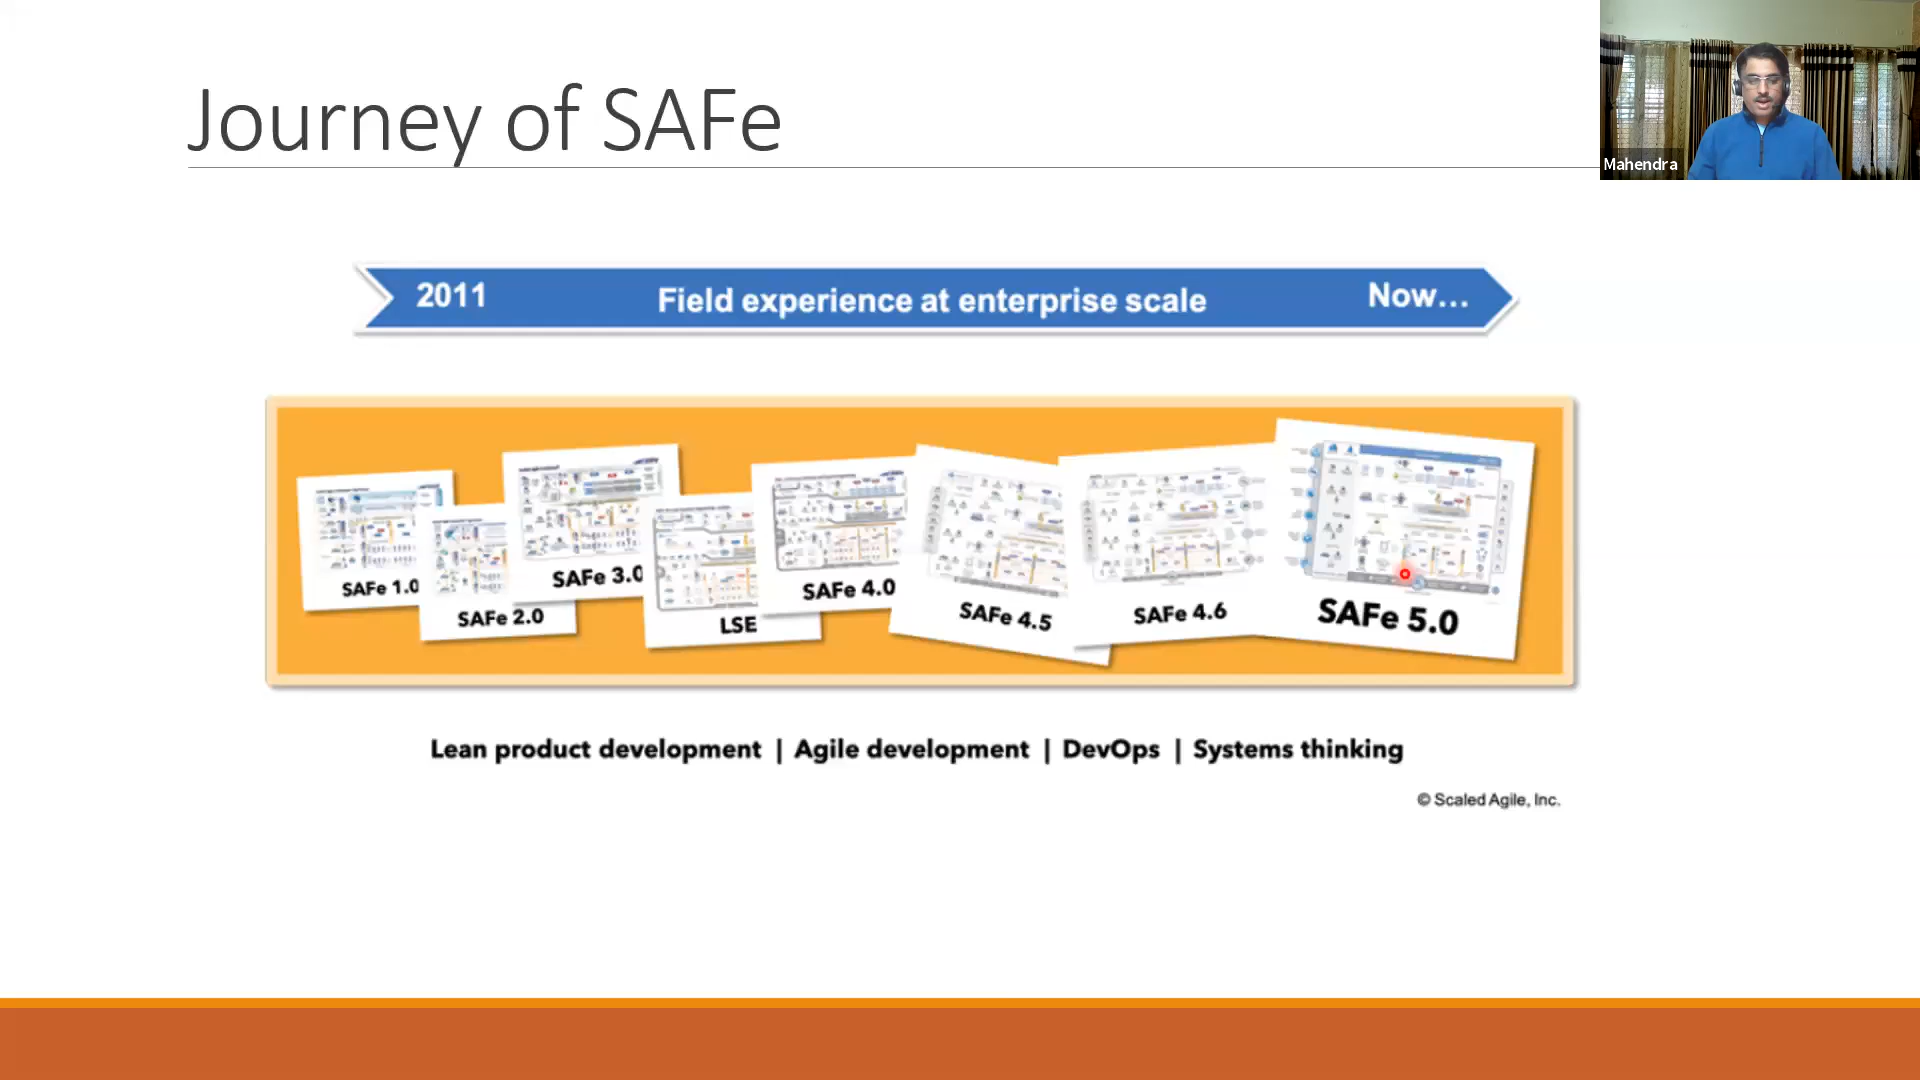 Journey of SAFe
Mahendra
2011 Field experience at enterprise scale Now...
SAFe 1.0
SAFe 2.0
SAFe 3.0
LSE
SAFe 4.0
SAFe 4.5
SAFe 4.6
SAFe 5.0
Lean product development | Agile development | DevOps | Systems thinking
© Scaled Agile, Inc.